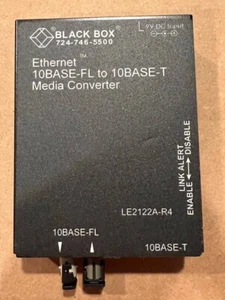 BLACK BOX
724-746-5500
9V DC Input
Ethernet™
10BASE-FL to 10BASE-T
Media Converter
LINK ALERT
ENABLE DISABLE
LE2122A-R4
10BASE-FL
10BASE-T